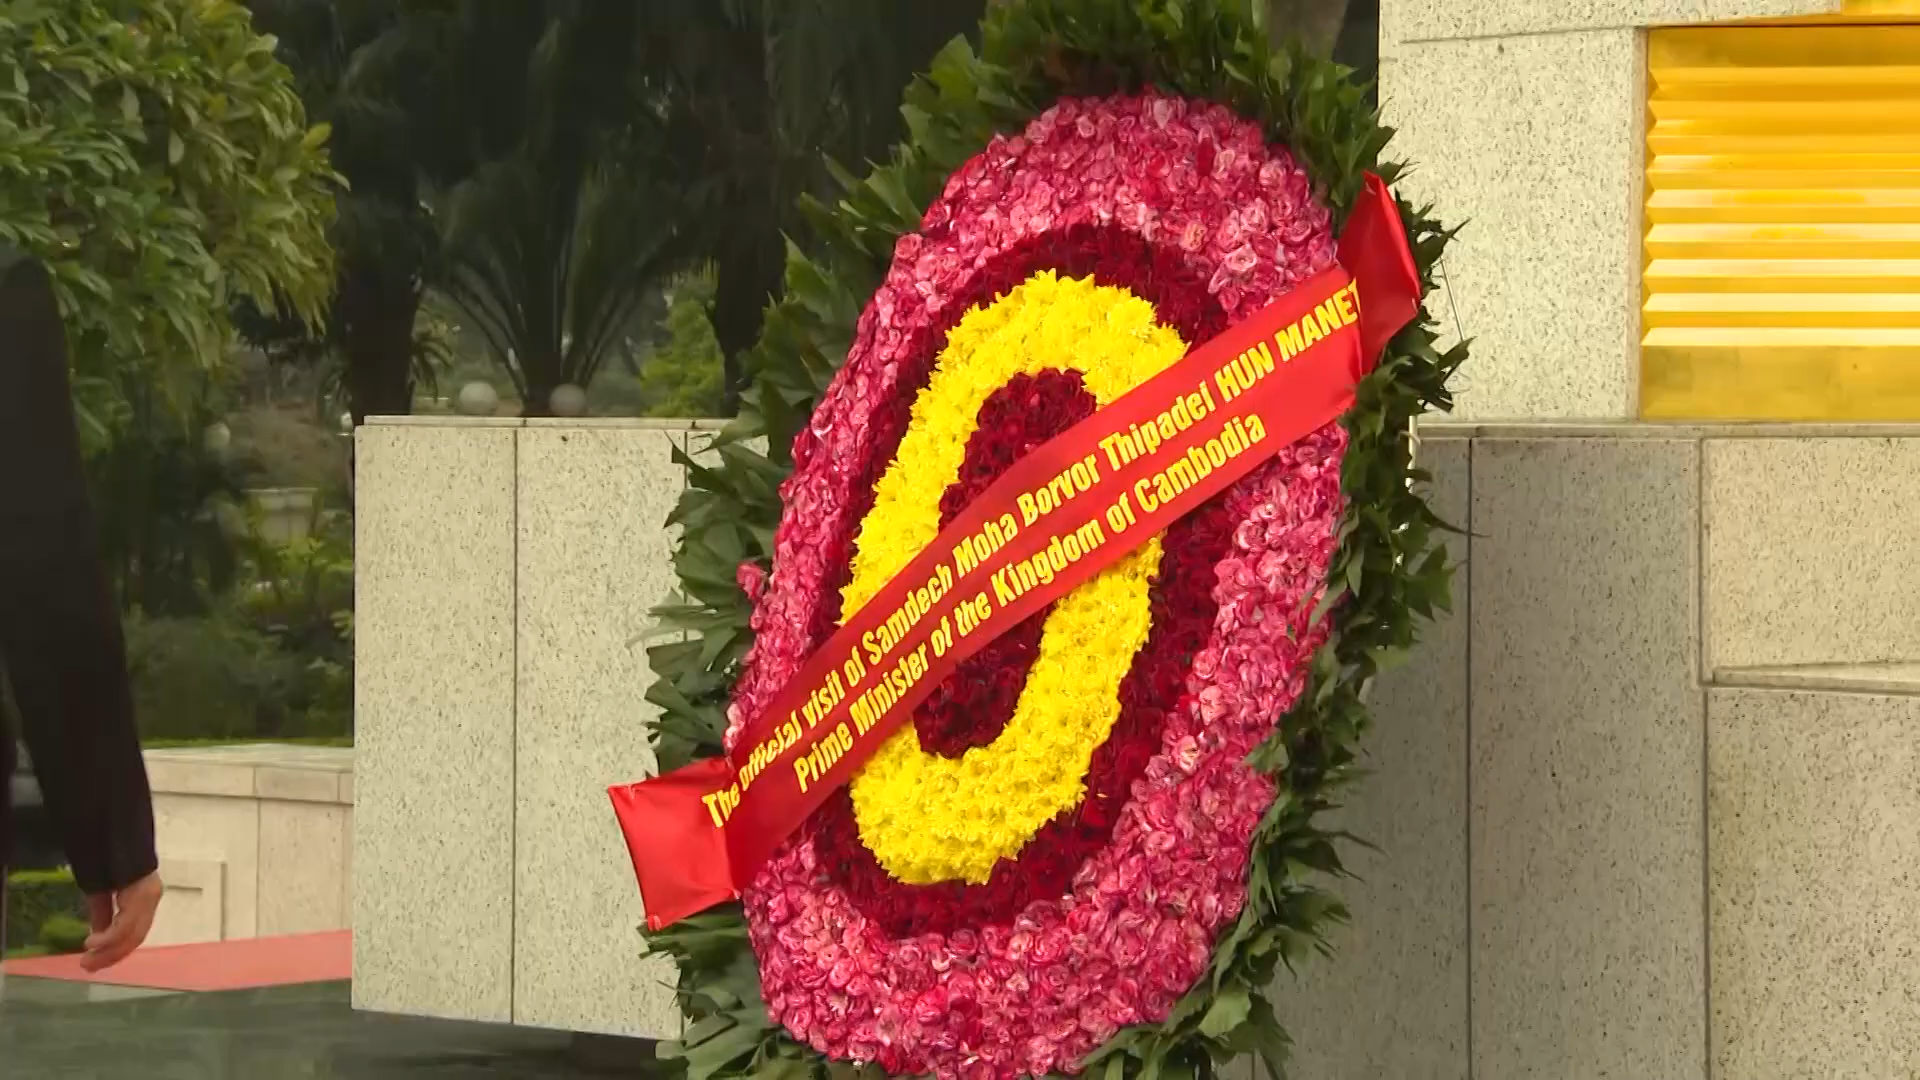 The official visit of Samdech Moha Borvor Thipadei HUN MANET
Prime Minister of the Kingdom of Cambodia